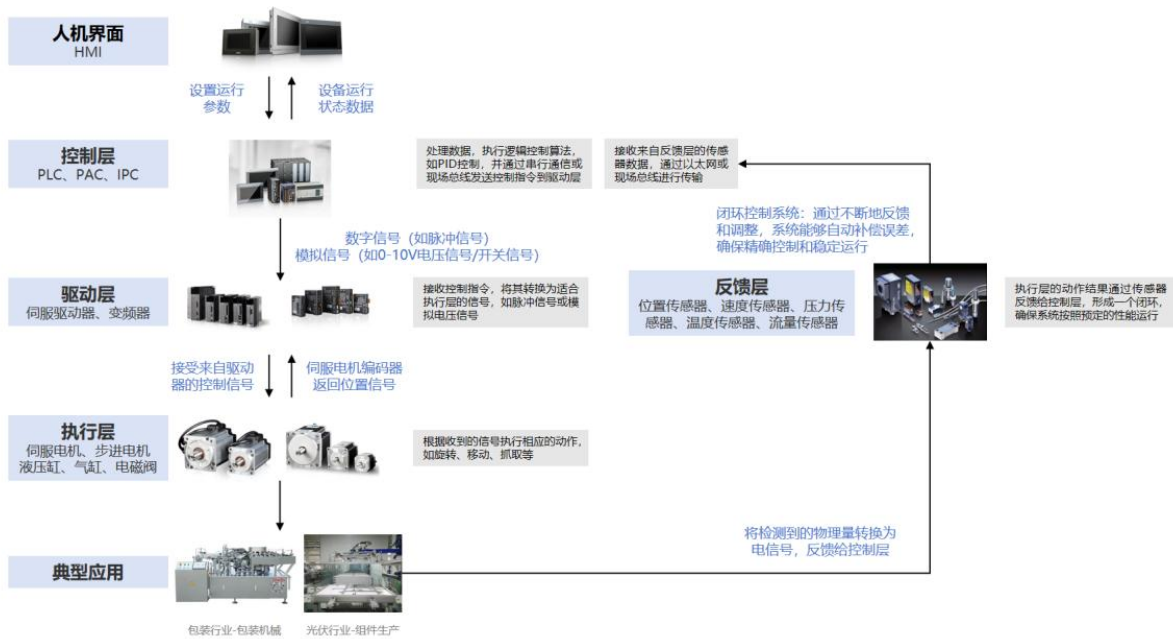 人机界面
HMI
设置运行
参数
设备运行
状态数据
控制层
PLC、PAC、IPC
处理数据，执行逻辑控制算法，
如PID控制，并通过串行通信或
现场总线发送控制指令到驱动层
接收来自反馈层的传感
器数据，通过以太网或
现场总线进行传输
闭环控制系统：通过不断地反馈
和调整，系统能够自动补偿误差，
确保精确控制和稳定运行
数字信号（如脉冲信号）
模拟信号（如0-10V电压信号/开关信号）
驱动层
伺服驱动器、变频器
接收控制指令，将其转换为适合
执行层的信号，如脉冲信号或模
拟电压信号
反馈层
位置传感器、速度传感器、压力传
感器、温度传感器、流量传感器
执行层的动作结果通过传感器
反馈给控制层，形成一个闭环，
确保系统按照预定的性能运行
接受来自驱动
器的控制信号
伺服电机编码器
返回位置信号
执行层
伺服电机、步进电机
液压缸、气缸、电磁阀
根据收到的信号执行相应的动作，
如旋转、移动、抓取等
将检测到的物理量转换为
电信号，反馈给控制层
典型应用
包装行业-包装机械
光伏行业-组件生产